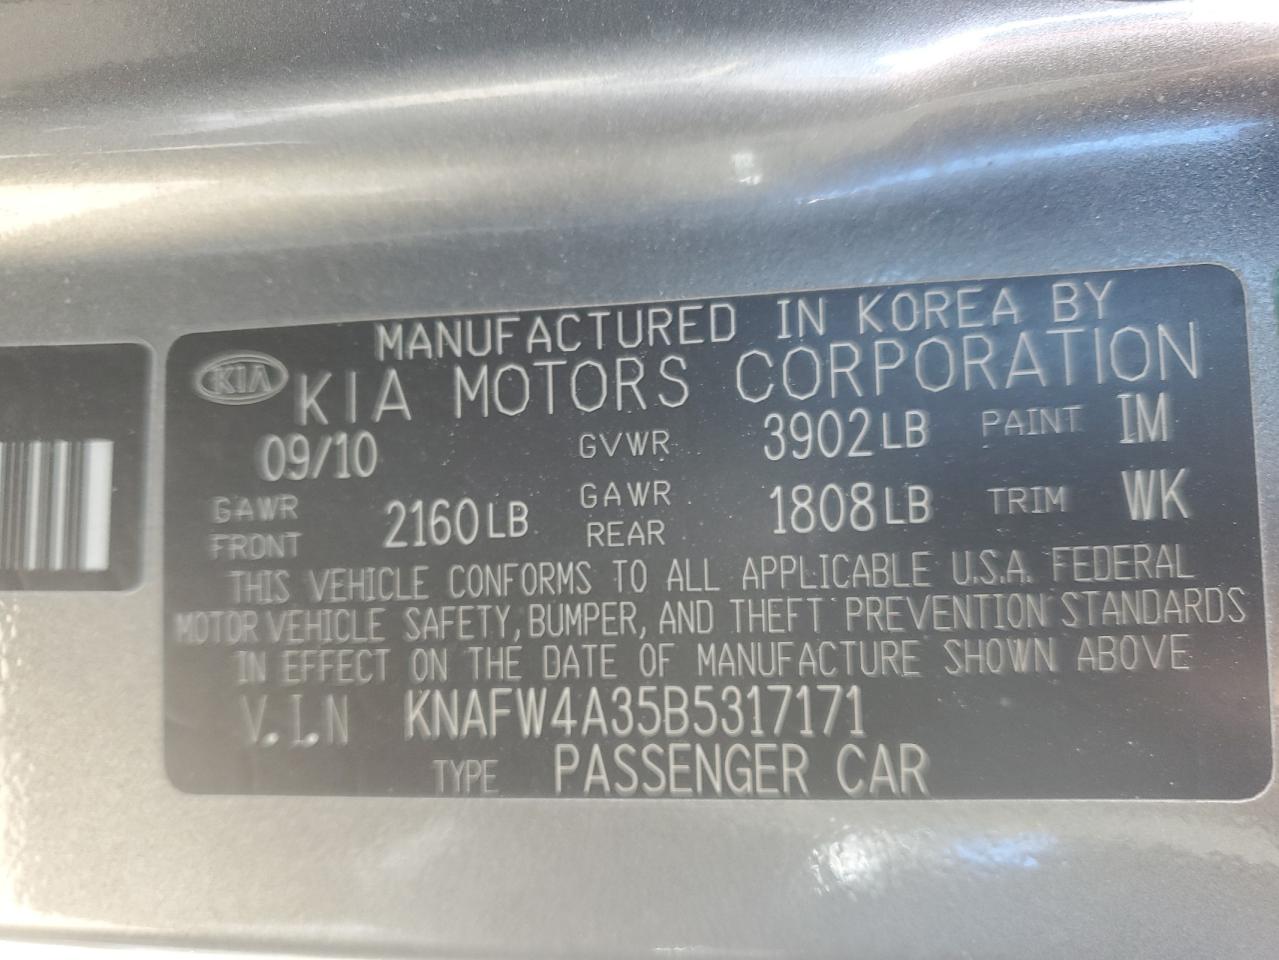 MANUFACTURED IN KOREA BY
KIA KIA MOTORS CORPORATION
09/10 GVWR 3902LB PAINT IM
GAWR FRONT 2160LB GAWR REAR 1808LB TRIM WK
THIS VEHICLE CONFORMS TO ALL APPLICABLE U.S.A. FEDERAL
MOTOR VEHICLE SAFETY, BUMPER, AND THEFT PREVENTION STANDARDS
IN EFFECT ON THE DATE OF MANUFACTURE SHOWN ABOVE
V.I.N KNAFW4A35B5317171
TYPE PASSENGER CAR